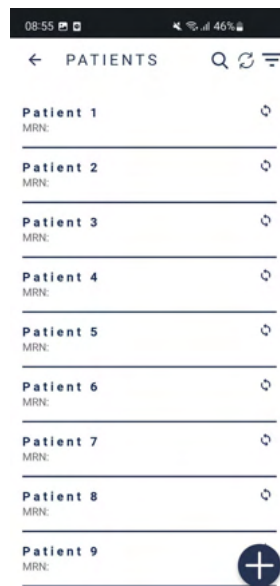 08:55 46%
PATIENTS
Patient 1
MRN:
Patient 2
MRN:
Patient 3
MRN:
Patient 4
MRN:
Patient 5
MRN:
Patient 6
MRN:
Patient 7
MRN:
Patient 8
MRN:
Patient 9
MRN: